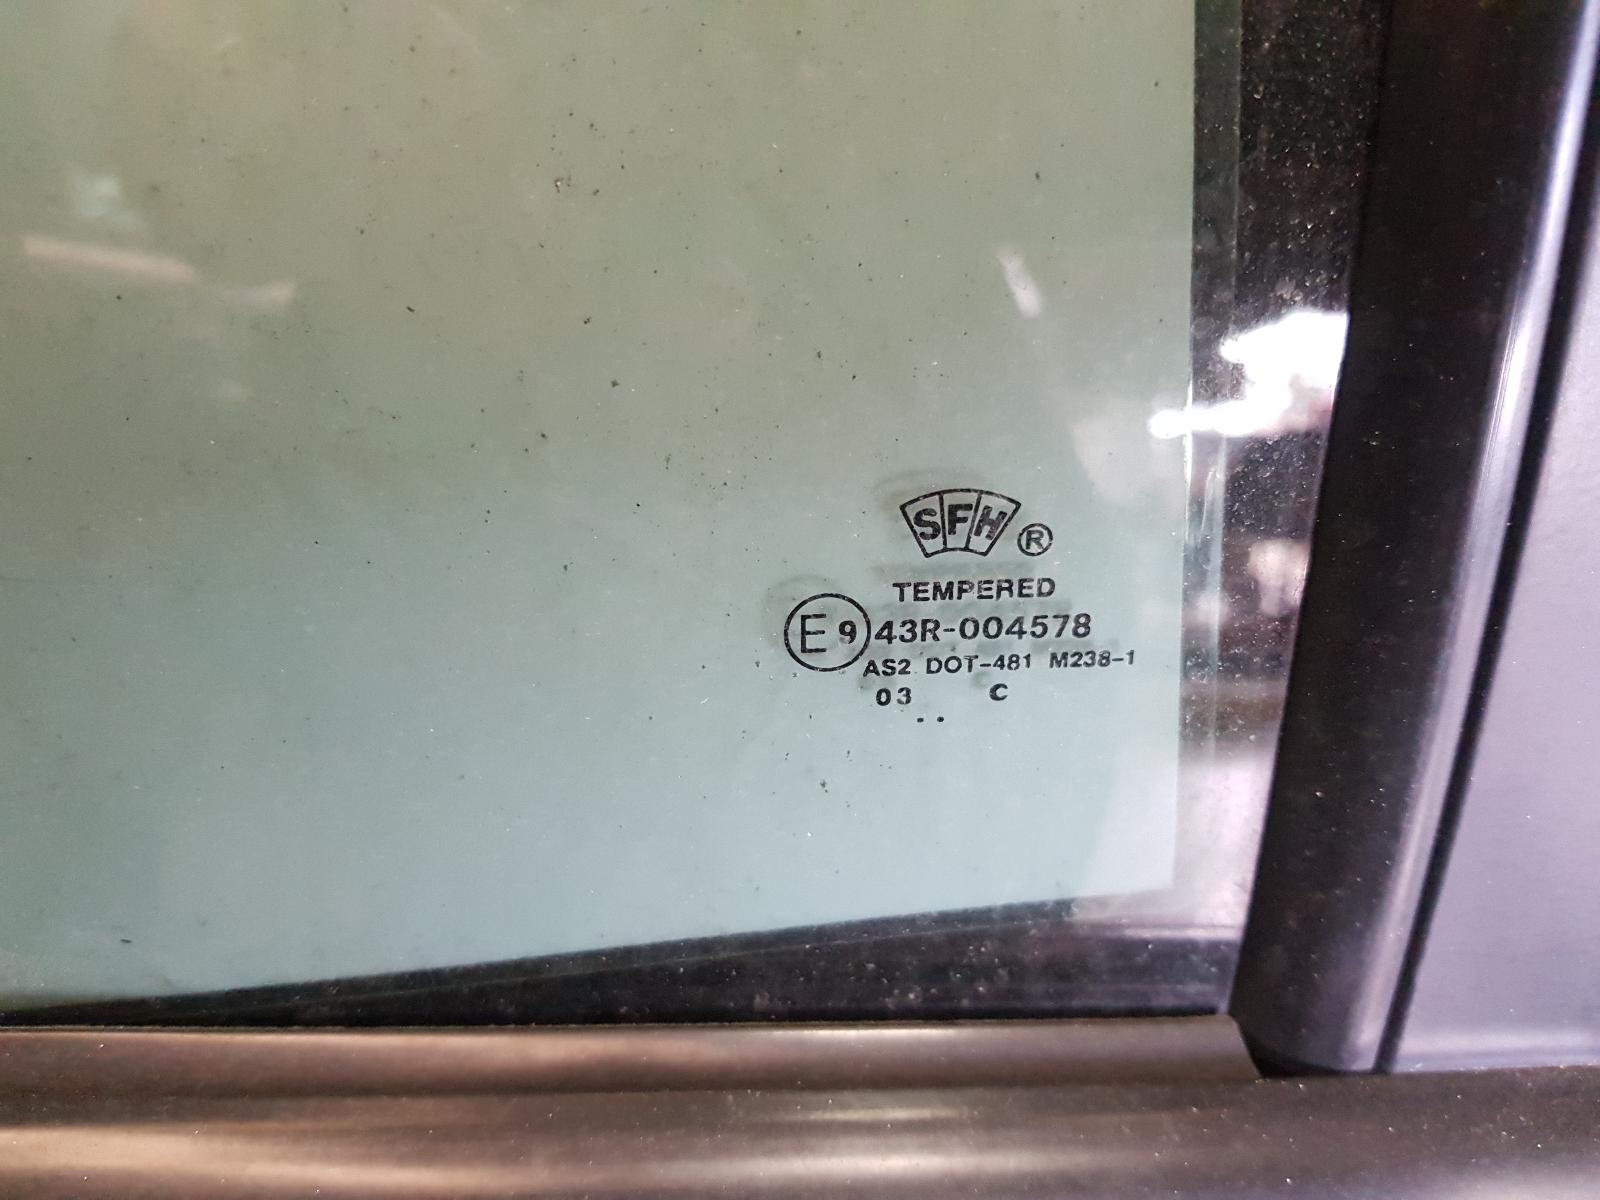 SFH ®
TEMPERED
E9 43R-004578
AS2 DOT-481 M238-1
03 C
. .